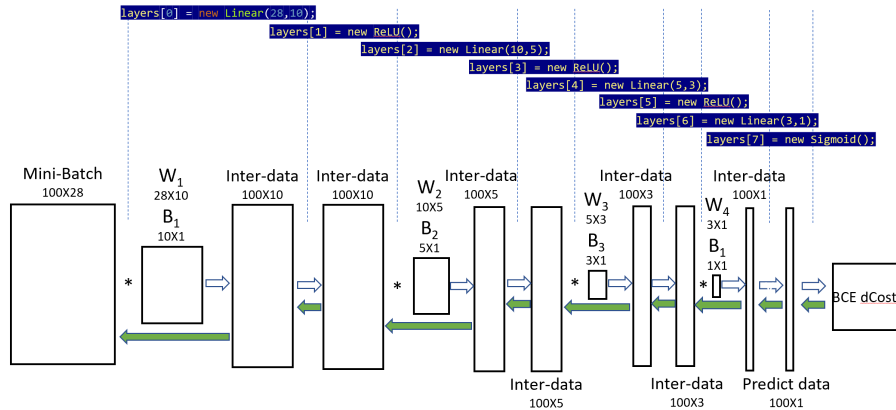 layers[0] = new Linear(28,10);
layers[1] = new ReLU();
layers[2] = new Linear(10,5);
layers[3] = new ReLU();
layers[4] = new Linear(5,3);
layers[5] = new ReLU();
layers[6] = new Linear(3,1);
layers[7] = new Sigmoid();
Mini-Batch
100X28
W1
28X10
B1
10X1
Inter-data
100X10
Inter-data
100X10
W2
10X5
B2
5X1
Inter-data
100X5
W3
5X3
B3
3X1
Inter-data
100X3
W4
3X1
B1
1X1
Inter-data
100X1
*
*
*
*
BCE dCost
Inter-data
100X5
Inter-data
100X3
Predict data
100X1